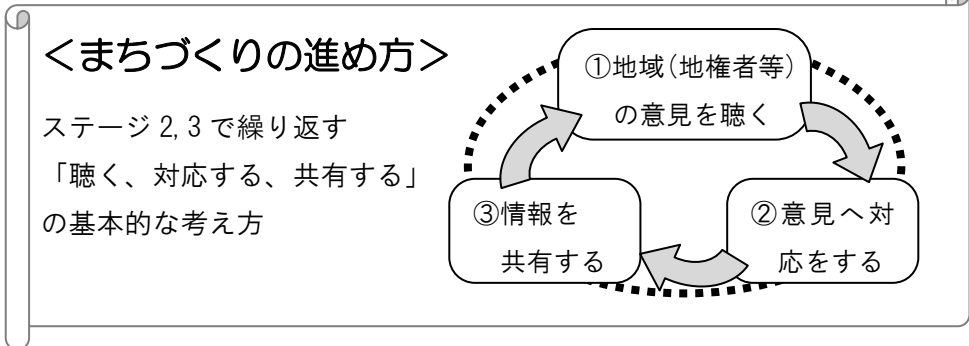 <まちづくりの進め方>
ステージ 2,3 で繰り返す
「聴く、対応する、共有する」
の基本的な考え方
①地域(地権者等)
の意見を聴く
②意見へ対
応をする
③情報を
共有する